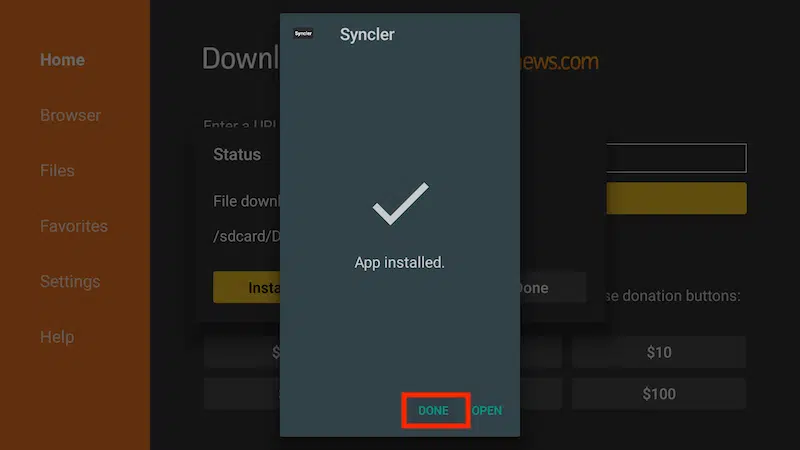 Home
Browser
Files
Favorites
Settings
Help
Downl
ews.com
Enter a URL
Status
File downl
/sdcard/D
Insta
Done
se donation buttons:
$
$10
$100
Syncler
Syncler
App installed.
DONE
OPEN